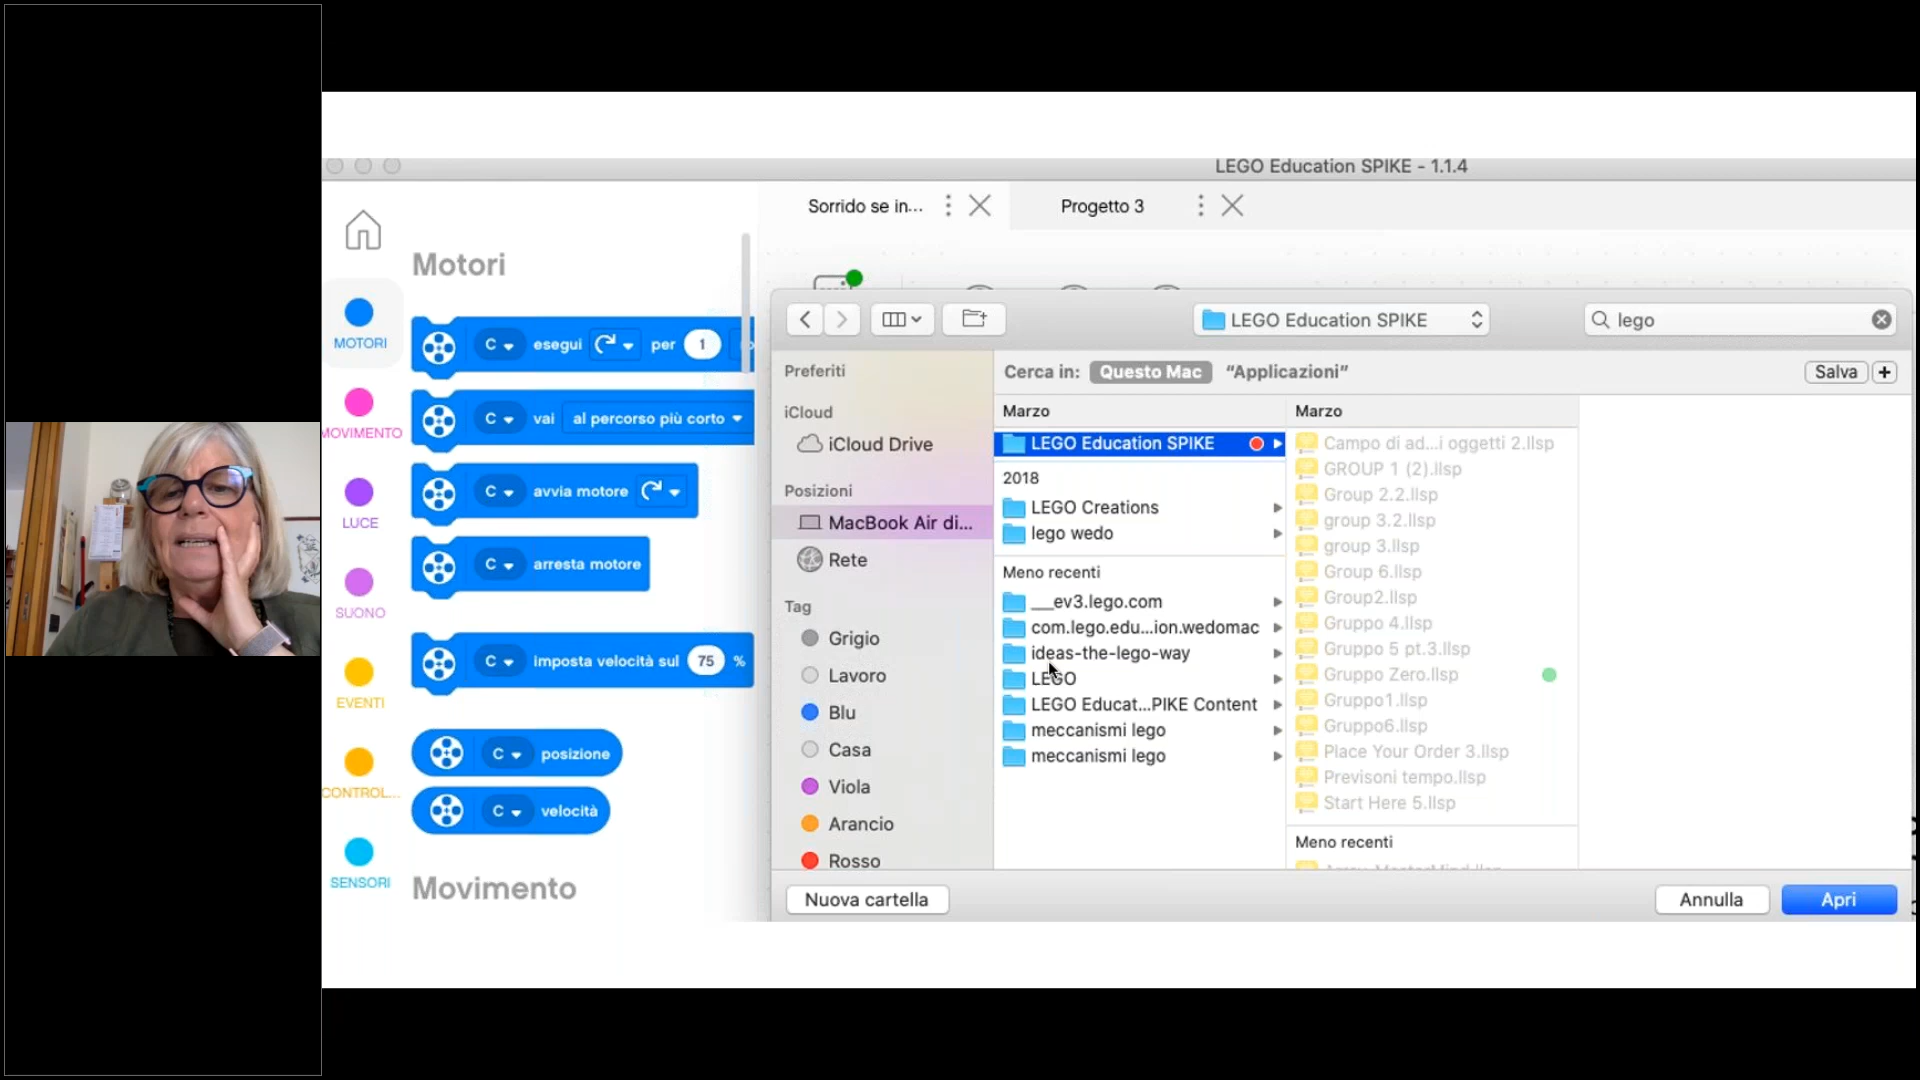 LEGO Education SPIKE - 1.1.4
Sorrido se in...
Progetto 3
Motori
MOTORI
MOVIMENTO
LUCE
SUONO
EVENTI
CONTROL...
SENSORI
C esegui per 1
C vai al percorso più corto
C avvia motore
C arresta motore
C imposta velocità sul 75 %
C posizione
C velocità
Movimento
LEGO Education SPIKE
lego
Preferiti
iCloud
iCloud Drive
Posizioni
MacBook Air di...
Rete
Tag
Grigio
Lavoro
Blu
Casa
Viola
Arancio
Rosso
Cerca in: Questo Mac “Applicazioni”
Salva +
Marzo
LEGO Education SPIKE
2018
LEGO Creations
lego wedo
Meno recenti
___ev3.lego.com
com.lego.edu...ion.wedomac
ideas-the-lego-way
LEGO
LEGO Educat...PIKE Content
meccanismi lego
meccanismi lego
Marzo
Campo di ad...i oggetti 2.llsp
GROUP 1 (2).llsp
Group 2.2.llsp
group 3.2.llsp
group 3.llsp
Group 6.llsp
Group2.llsp
Gruppo 4.llsp
Gruppo 5 pt.3.llsp
Gruppo Zero.llsp
Gruppo1.llsp
Gruppo6.llsp
Place Your Order 3.llsp
Previsoni tempo.llsp
Start Here 5.llsp
Meno recenti
Nuova cartella
Annulla
Apri